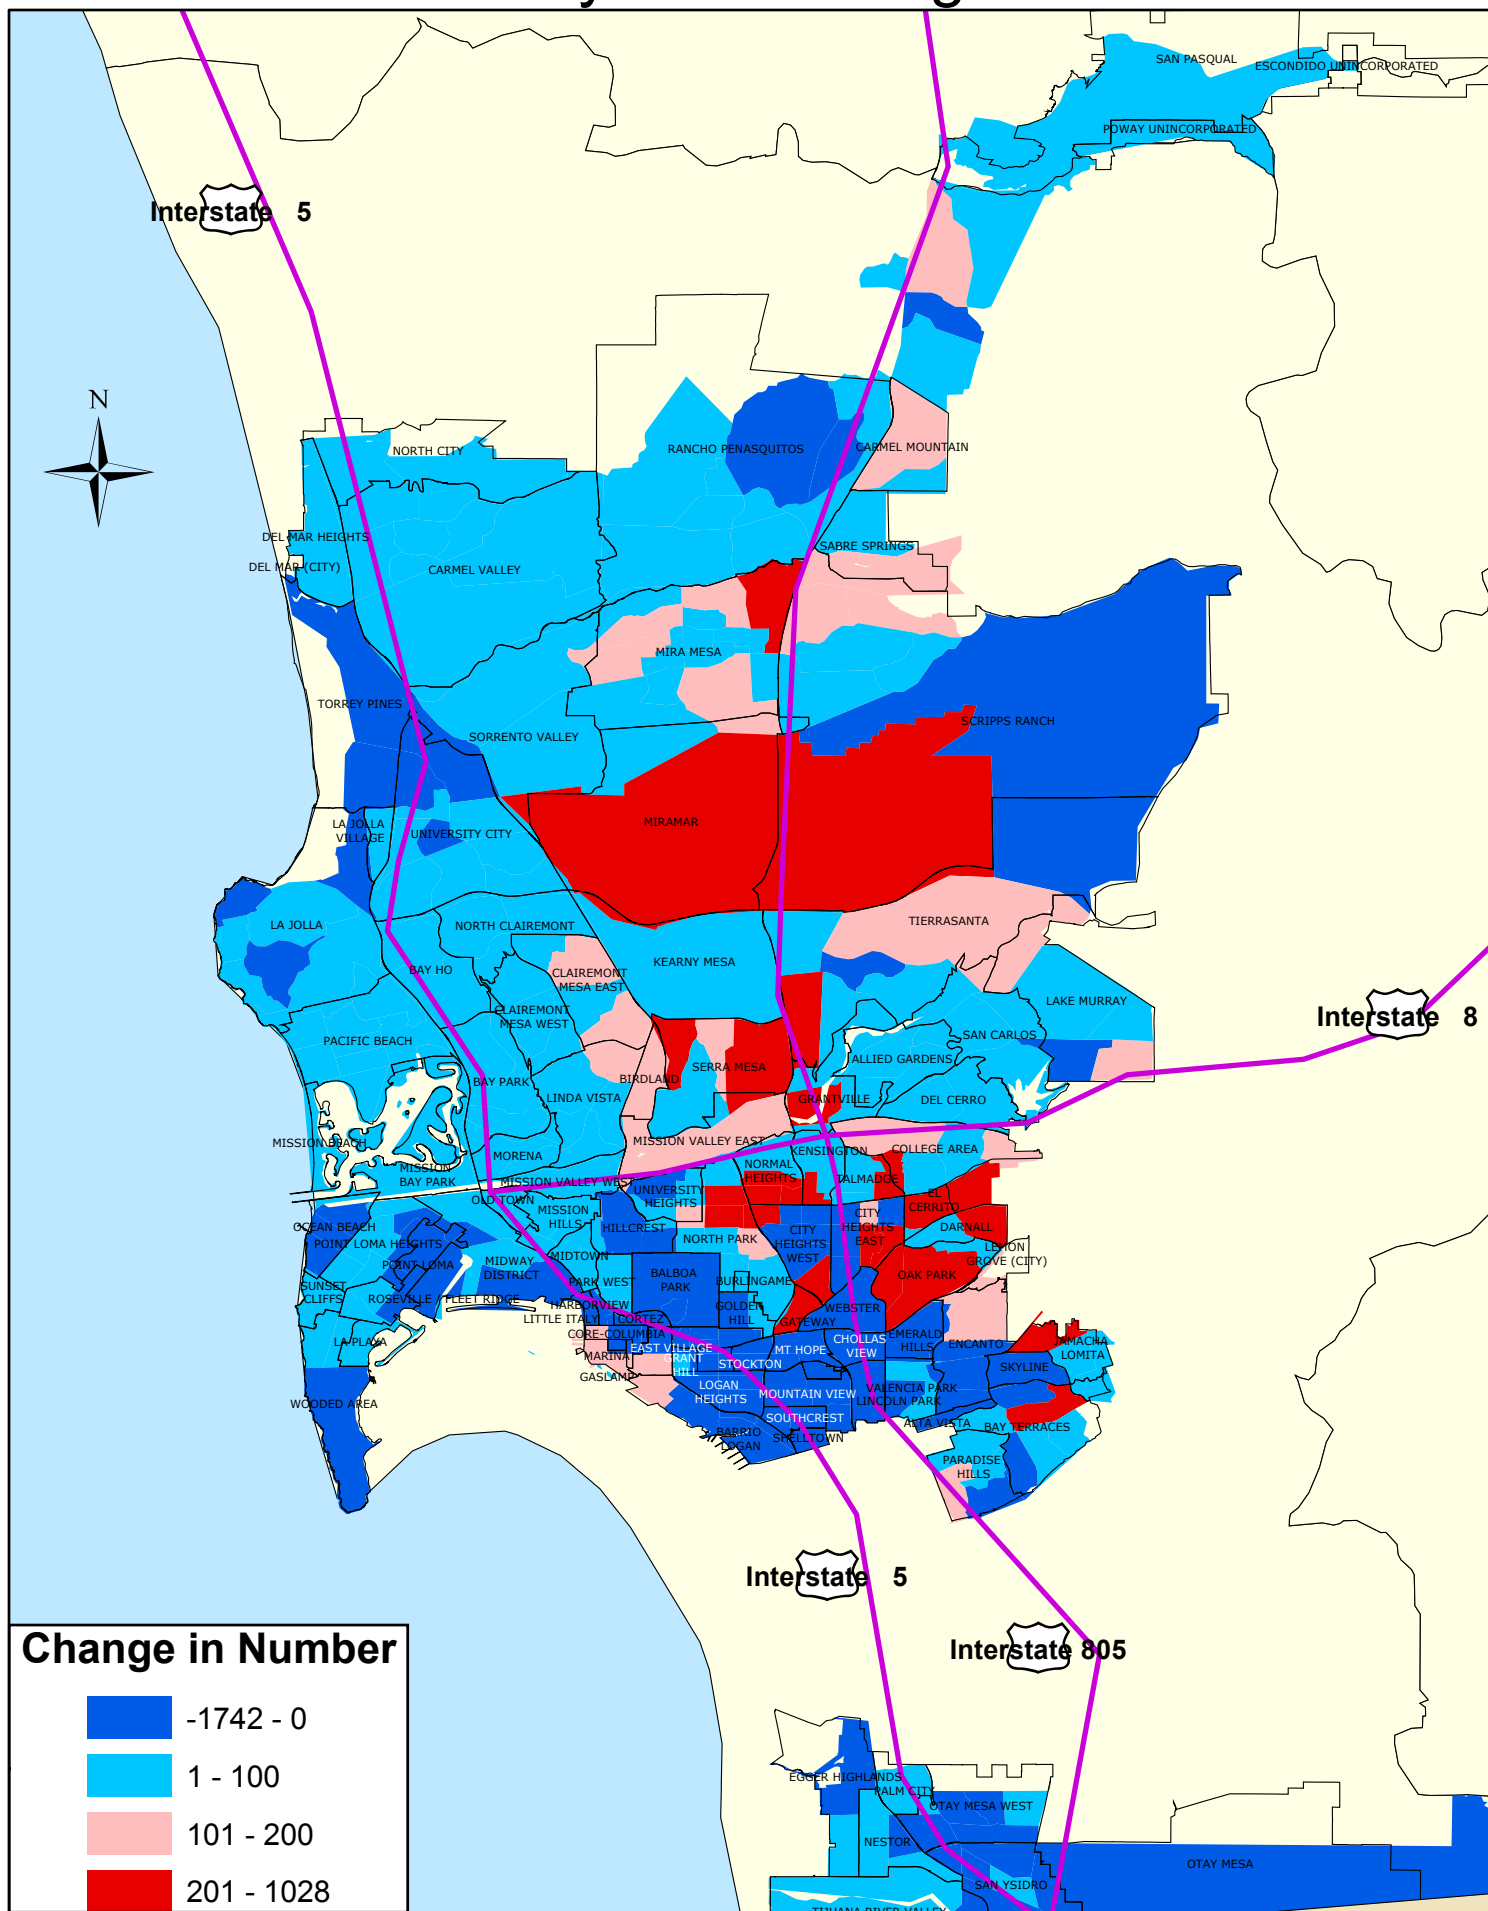 SAN PASQUAL
ESCONDIDO UNINCORPORATED
POWAY UNINCORPORATED
Interstate 5
N
NORTH CITY
RANCHO PENASQUITOS
CARMEL MOUNTAIN
DEL MAR HEIGHTS
SABRE SPRINGS
DEL MAR (CITY)
CARMEL VALLEY
MIRA MESA
TORREY PINES
SORRENTO VALLEY
SCRIPPS RANCH
MIRAMAR
LA JOLLA
VILLAGE
UNIVERSITY CITY
LA JOLLA
NORTH CLAIREMONT
TIERRASANTA
BAY HO
CLAIREMONT
MESA EAST
KEARNY MESA
LAKE MURRAY
CLAIREMONT
MESA WEST
Interstate 8
PACIFIC BEACH
SAN CARLOS
ALLIED GARDENS
BAY PARK
BIRDLAND
SERRA MESA
LINDA VISTA
GRANTVILLE
DEL CERRO
MISSION BEACH
MISSION VALLEY EAST
MORENA
KENSINGTON
COLLEGE AREA
MISSION
BAY PARK
MISSION VALLEY WEST
NORMAL
HEIGHTS
TALMADGE
OLD TOWN
UNIVERSITY
HEIGHTS
EL
CERRITO
MISSION
HILLS
OCEAN BEACH
HILLCREST
CITY
HEIGHTS
EAST
DARNALL
POINT LOMA HEIGHTS
NORTH PARK
CITY
HEIGHTS
WEST
LEMON
GROVE (CITY)
MIDTOWN
POINT LOMA
MIDWAY
DISTRICT
OAK PARK
SUNSET
CLIFFS
PARK WEST
BALBOA
PARK
BURLINGAME
ROSEVILLE / FLEET RIDGE
HARBORVIEW
GOLDEN
HILL
WEBSTER
LITTLE ITALY
CORTEZ
GATEWAY
LA PLAYA
CORE-COLUMBIA
CHOLLAS
VIEW
EMERALD
HILLS
ENCANTO
JAMACHA
LOMITA
MARINA
EAST VILLAGE
MT HOPE
GRANT
HILL
STOCKTON
SKYLINE
GASLAMP
LOGAN
HEIGHTS
MOUNTAIN VIEW
VALENCIA PARK
LINCOLN PARK
WOODED AREA
SOUTHCREST
ALTA VISTA
BAY TERRACES
BARRIO
LOGAN
SHELLTOWN
PARADISE
HILLS
Interstate 5
Interstate 805
Change in Number
-1742 - 0
1 - 100
101 - 200
201 - 1028
EGGER HIGHLANDS
PALM CITY
OTAY MESA WEST
NESTOR
OTAY MESA
SAN YSIDRO
TIJUANA RIVER VALLEY